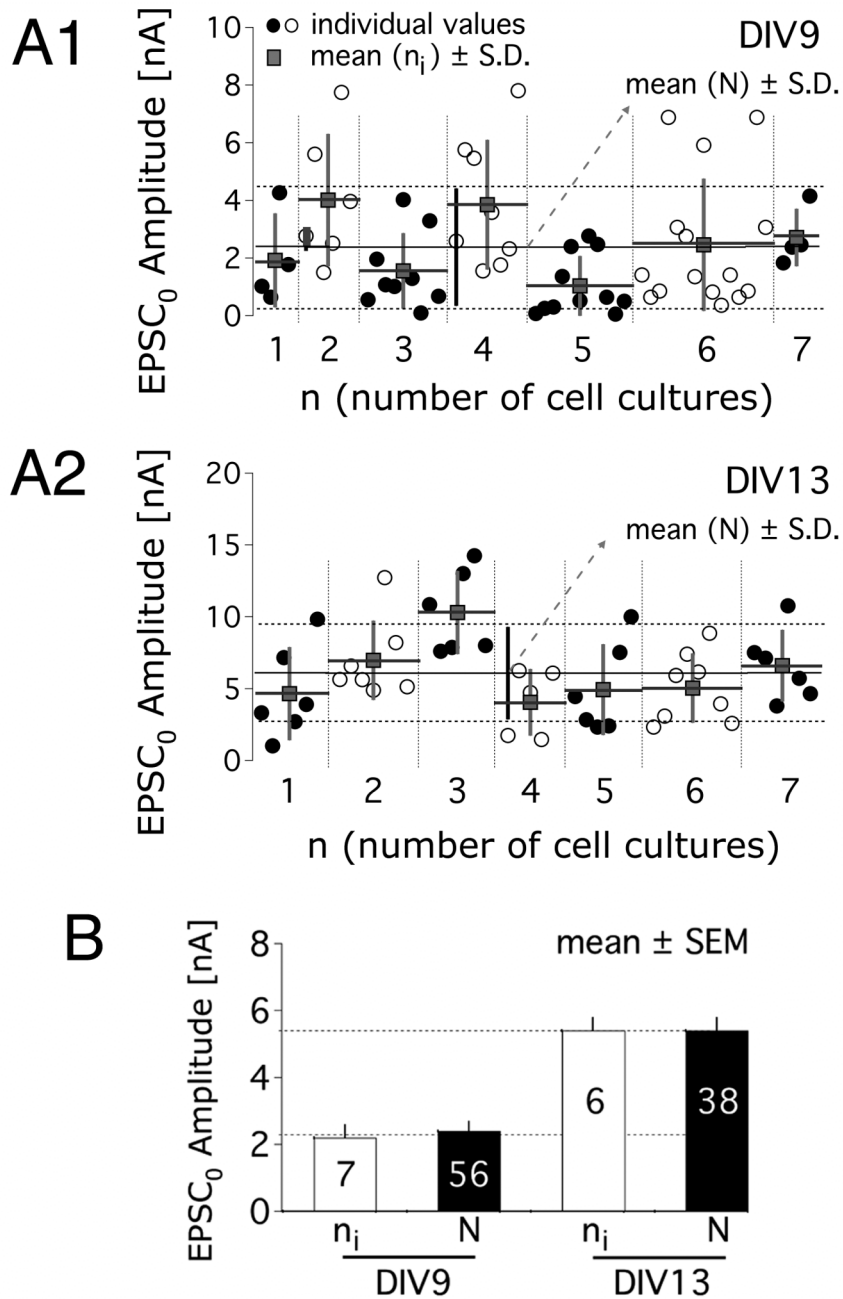 A1
EPSC0 Amplitude [nA]
10
8
6
4
2
0
individual values
mean (ni) ± S.D.
DIV9
mean (N) ± S.D.
1 2 3 4 5 6 7
n (number of cell cultures)
A2
EPSC0 Amplitude [nA]
20
15
10
5
0
DIV13
mean (N) ± S.D.
1 2 3 4 5 6 7
n (number of cell cultures)
B
EPSC0 Amplitude [nA]
8
6
4
2
0
mean ± SEM
7 56 6 38
ni N ni N
DIV9 DIV13